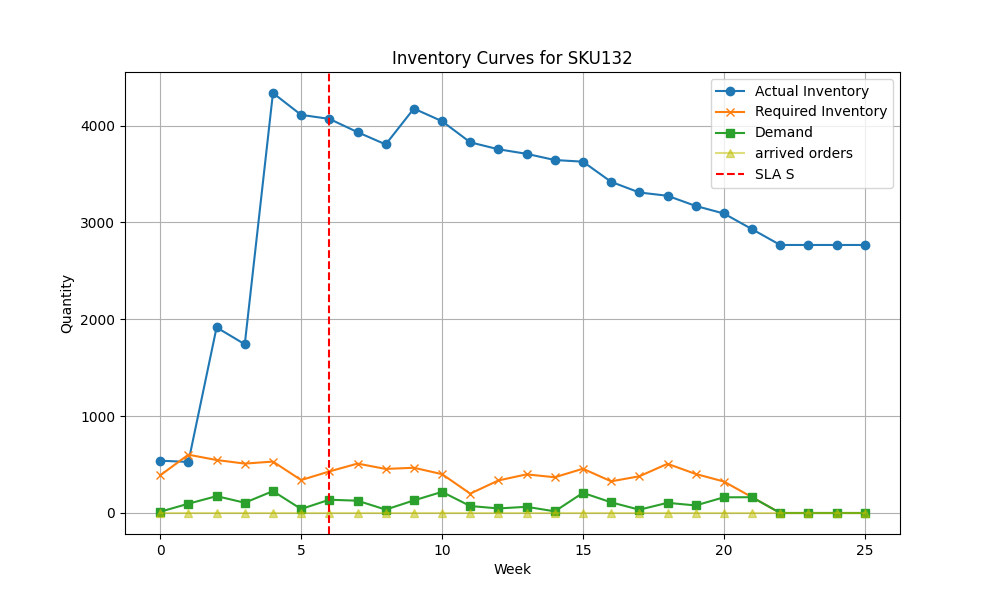 Inventory Curves for SKU132
Actual Inventory
Required Inventory
Demand
arrived orders
SLA S
Quantity
4000
3000
2000
1000
0
0 5 10 15 20 25
Week